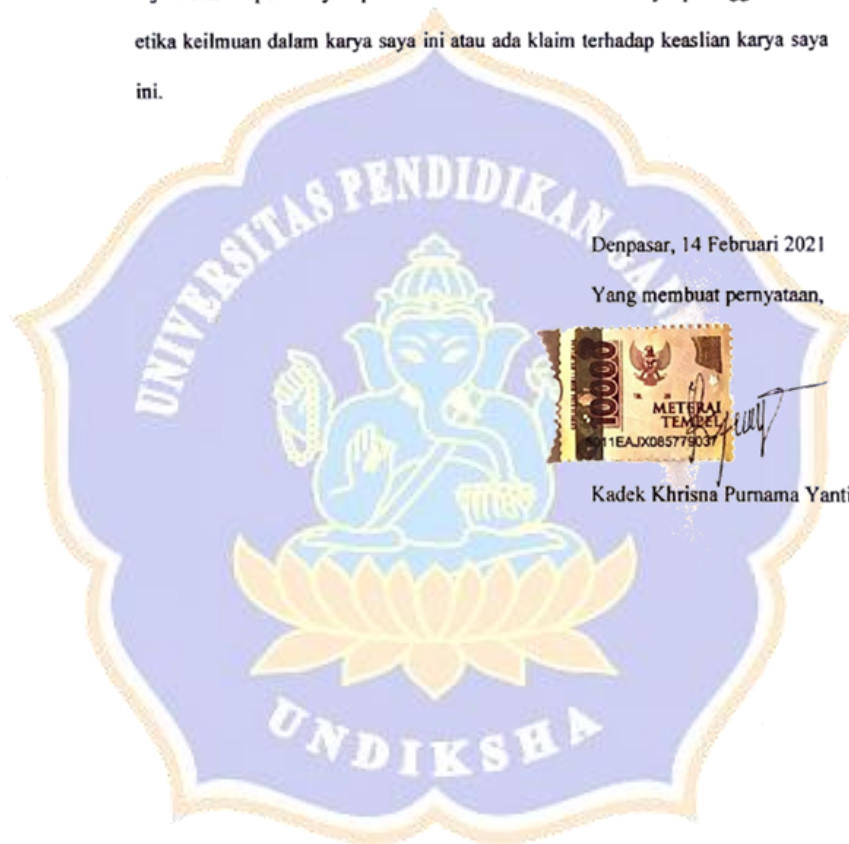 etika keilmuan dalam karya saya ini atau ada klaim terhadap keaslian karya saya
ini.
UNIVERSITAS PENDIDIKAN
Denpasar, 14 Februari 2021
Yang membuat pernyataan,
10000
METERAI
TEMPEL
Kadek Khrisna Purnama Yanti
UNDIKSHA